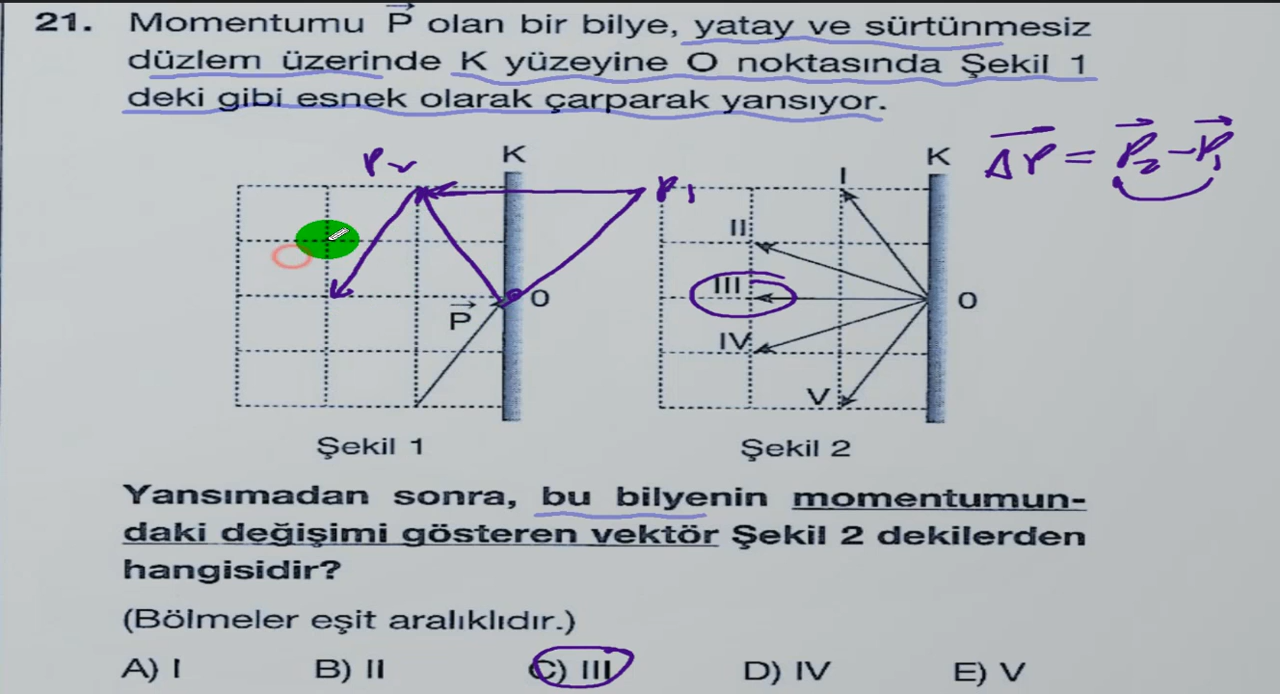 21. Momentumu P olan bir bilye, yatay ve sürtünmesiz
düzlem üzerinde K yüzeyine O noktasında Şekil 1
deki gibi esnek olarak çarparak yansıyor.
ΔP = P₂ - P₁
P₂
K
P₁
O
P
Şekil 1
K
I
II
III
IV
V
O
Şekil 2
Yansımadan sonra, bu bilyenin momentumun-
daki değişimi gösteren vektör Şekil 2 dekilerden
hangisidir?
(Bölmeler eşit aralıklıdır.)
A) I B) II C) III D) IV E) V